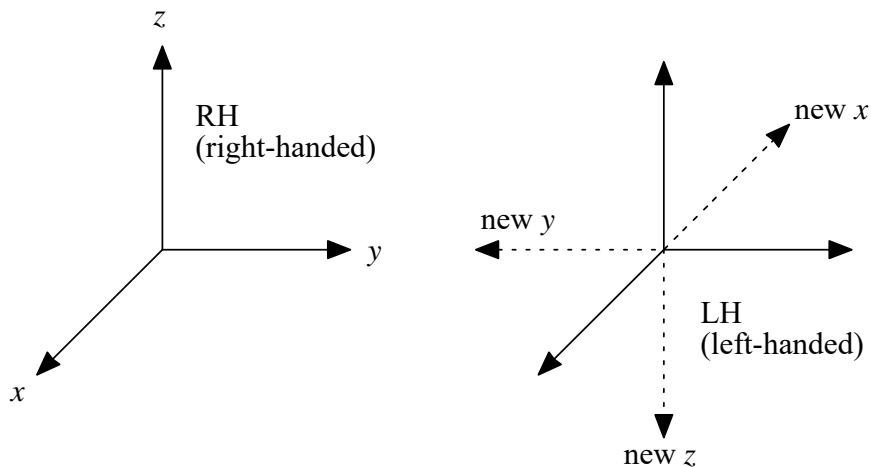 z
RH
(right-handed)
y
x
new x
new y
LH
(left-handed)
new z